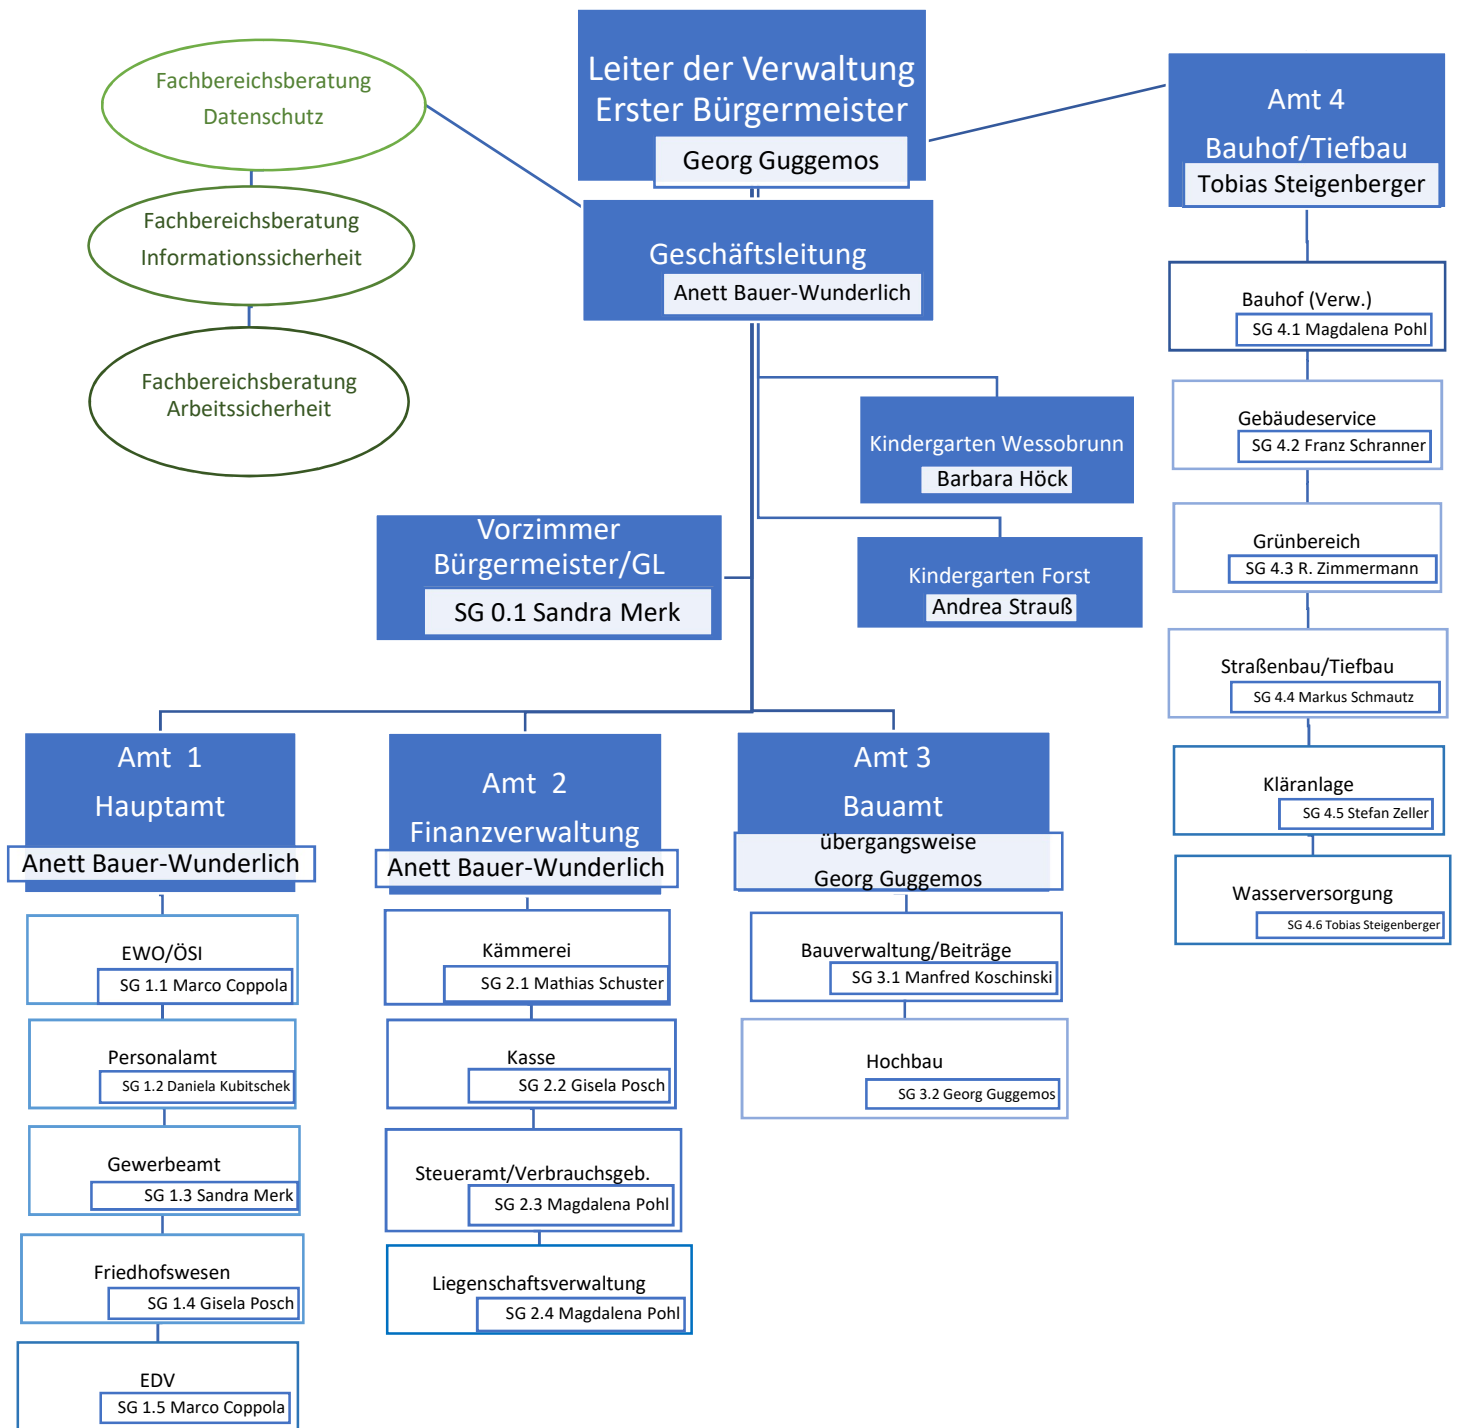 Fachbereichsberatung
Datenschutz
Fachbereichsberatung
Informationssicherheit
Fachbereichsberatung
Arbeitssicherheit
Leiter der Verwaltung
Erster Bürgermeister
Georg Guggemos
Geschäftsleitung
Anett Bauer-Wunderlich
Kindergarten Wessobrunn
Barbara Höck
Kindergarten Forst
Andrea Strauß
Vorzimmer
Bürgermeister/GL
SG 0.1 Sandra Merk
Amt 4
Bauhof/Tiefbau
Tobias Steigenberger
Bauhof (Verw.)
SG 4.1 Magdalena Pohl
Gebäudeservice
SG 4.2 Franz Schranner
Grünbereich
SG 4.3 R. Zimmermann
Straßenbau/Tiefbau
SG 4.4 Markus Schmautz
Kläranlage
SG 4.5 Stefan Zeller
Wasserversorgung
SG 4.6 Tobias Steigenberger
Amt 1
Hauptamt
Anett Bauer-Wunderlich
EWO/ÖSI
SG 1.1 Marco Coppola
Personalamt
SG 1.2 Daniela Kubitschek
Gewerbeamt
SG 1.3 Sandra Merk
Friedhofswesen
SG 1.4 Gisela Posch
EDV
SG 1.5 Marco Coppola
Amt 2
Finanzverwaltung
Anett Bauer-Wunderlich
Kämmerei
SG 2.1 Mathias Schuster
Kasse
SG 2.2 Gisela Posch
Steueramt/Verbrauchsgeb.
SG 2.3 Magdalena Pohl
Liegenschaftsverwaltung
SG 2.4 Magdalena Pohl
Amt 3
Bauamt
übergangsweise
Georg Guggemos
Bauverwaltung/Beiträge
SG 3.1 Manfred Koschinski
Hochbau
SG 3.2 Georg Guggemos